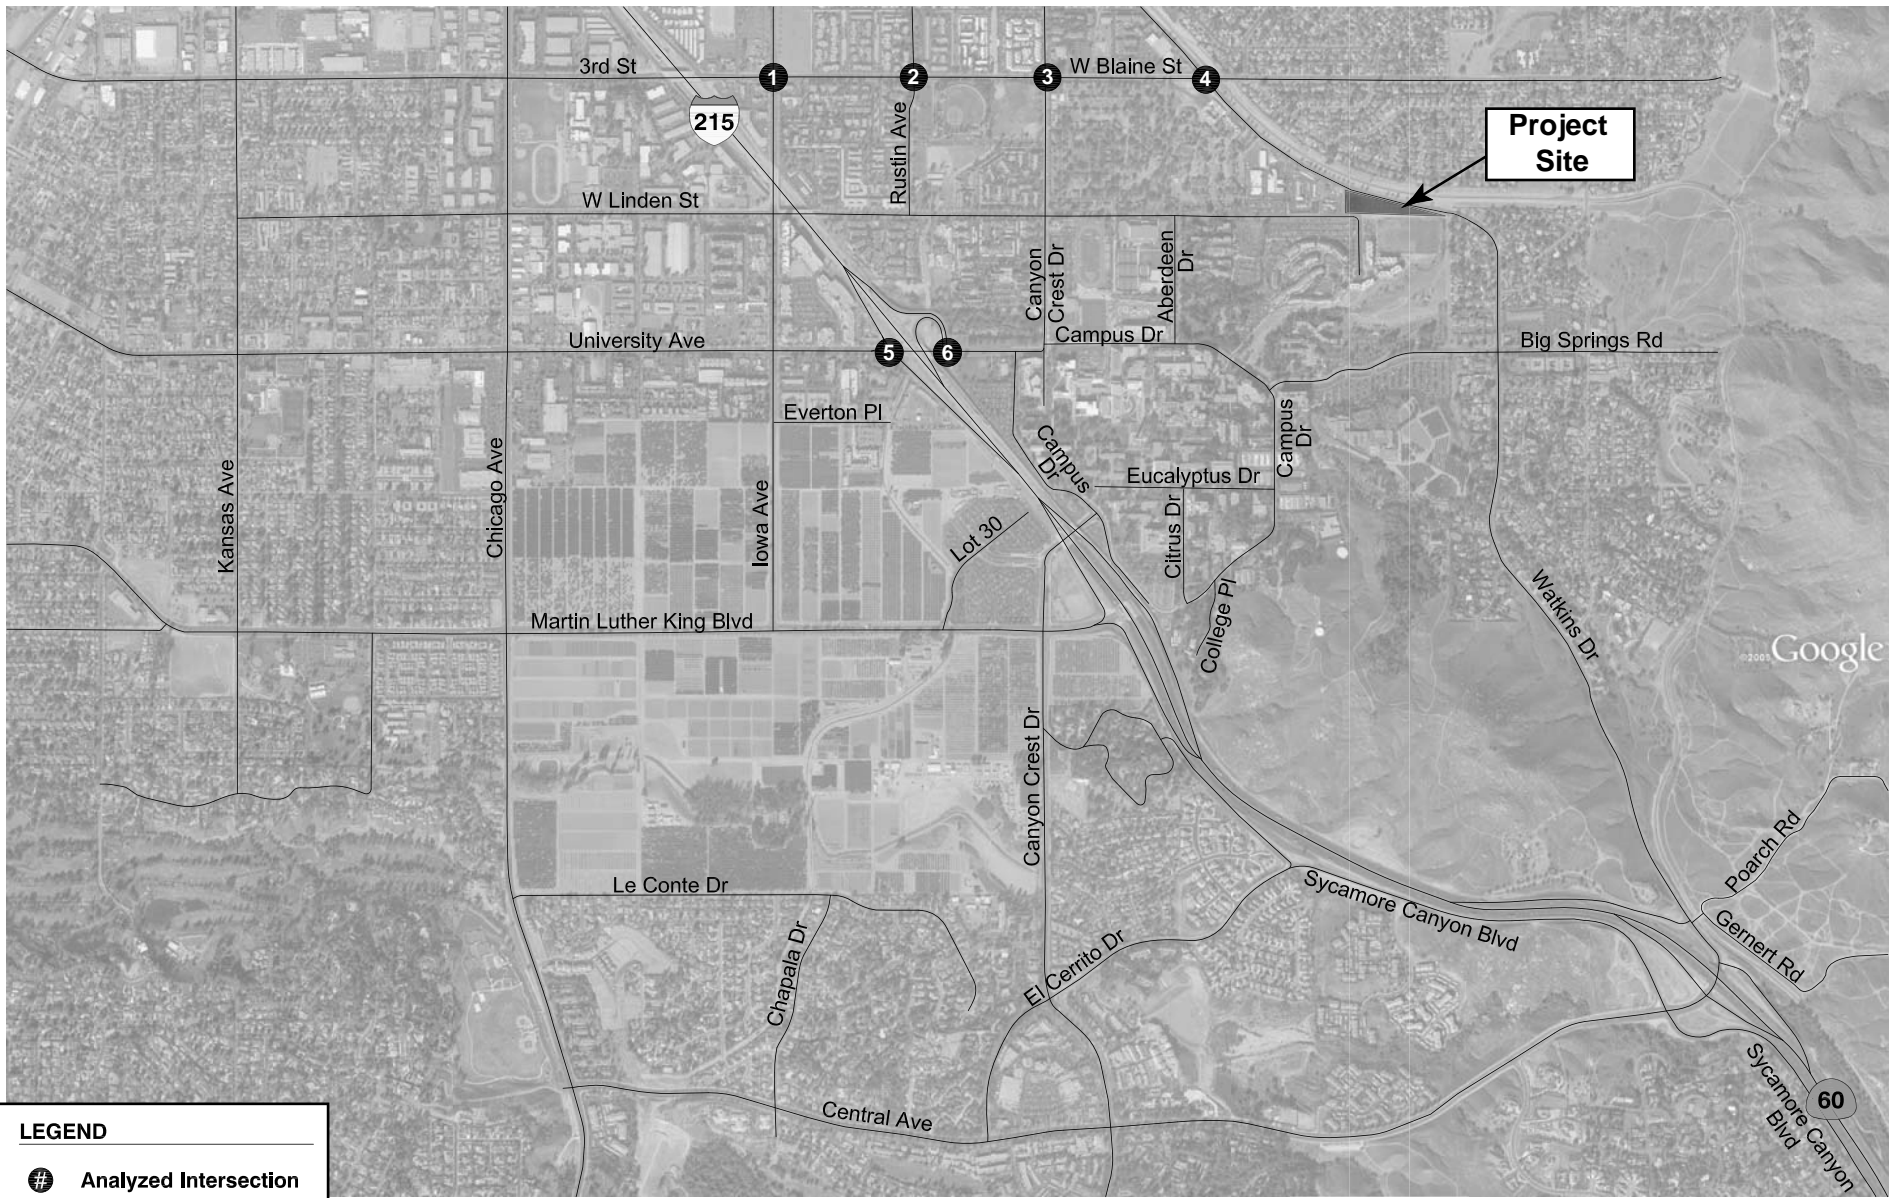 3rd St
1
2
3
W Blaine St
4
215
Rustin Ave
Project
Site
W Linden St
Canyon
Crest Dr
Aberdeen
Dr
University Ave
5
6
Campus Dr
Big Springs Rd
Everton Pl
Campus
Dr
Campus
Dr
Kansas Ave
Chicago Ave
Iowa Ave
Eucalyptus Dr
Lot 30
Citrus Dr
College Pl
Watkins Dr
Martin Luther King Blvd
©2005 Google
Canyon Crest Dr
Poarch Rd
Le Conte Dr
Sycamore Canyon Blvd
Gernert Rd
Chapala Dr
El Cerrito Dr
Sycamore Canyon
Blvd
60
Central Ave
LEGEND
# Analyzed Intersection